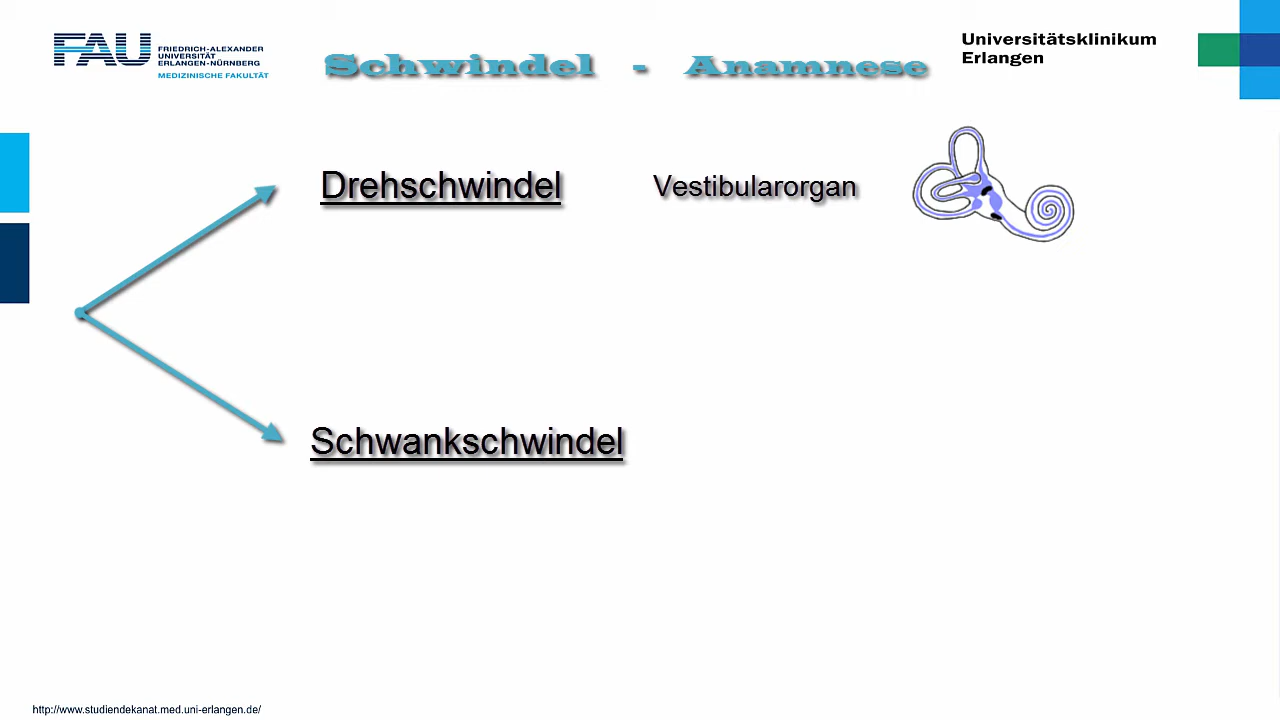 FAU
FRIEDRICH-ALEXANDER
UNIVERSITÄT
ERLANGEN-NÜRNBERG
MEDIZINISCHE FAKULTÄT
Schwindel - Anamnese
Universitätsklinikum
Erlangen
Drehschwindel Vestibularorgan
Schwankschwindel
http://www.studiendekanat.med.uni-erlangen.de/